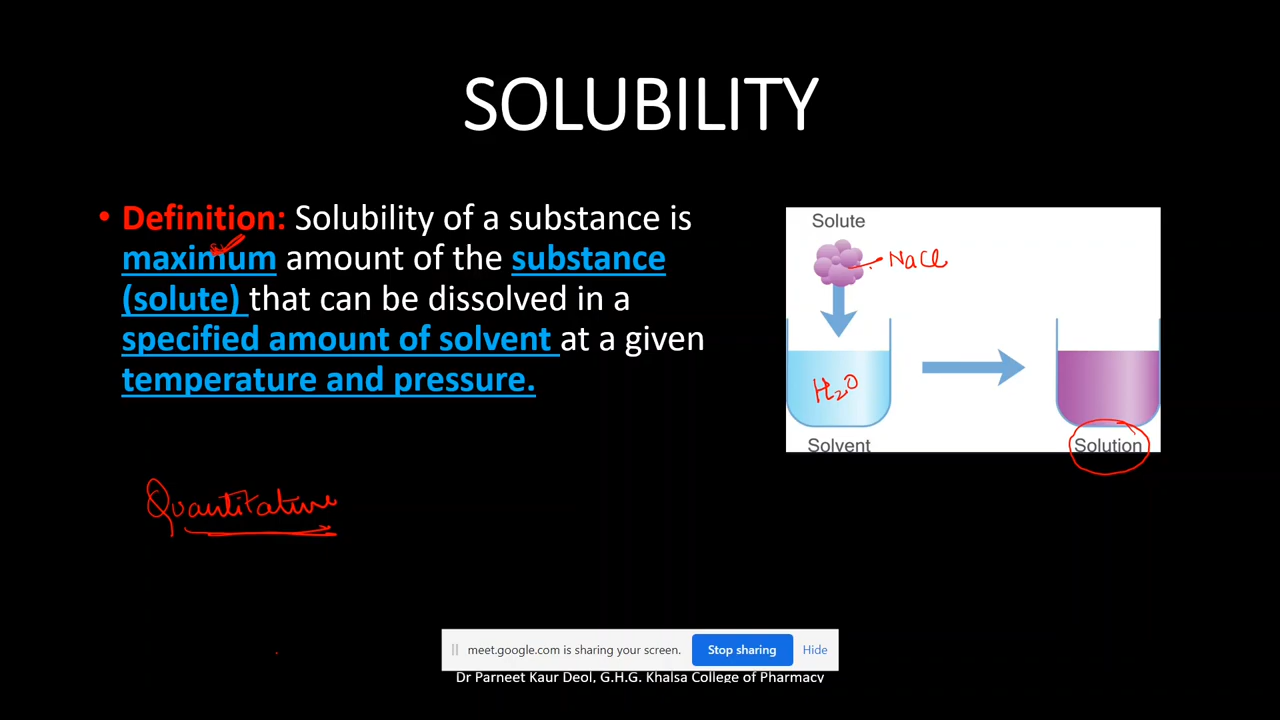 SOLUBILITY
• Definition: Solubility of a substance is
maximum amount of the substance
(solute) that can be dissolved in a
specified amount of solvent at a given
temperature and pressure.
Quantitative
Solute
NaCl
H2O
Solvent
Solution
meet.google.com is sharing your screen. Stop sharing Hide
Dr Parneet Kaur Deol, G.H.G. Khalsa College of Pharmacy